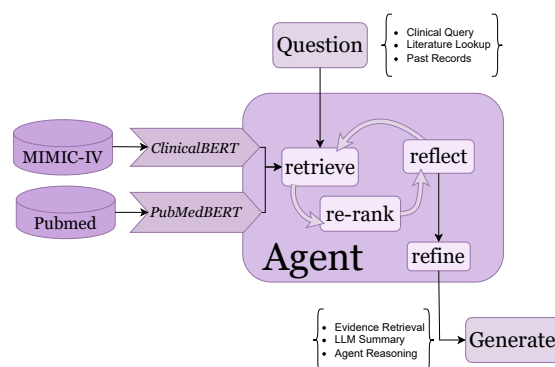 Question
• Clinical Query
• Literature Lookup
• Past Records
MIMIC-IV
ClinicalBERT
retrieve
reflect
Pubmed
PubMedBERT
re-rank
Agent
refine
• Evidence Retrieval
• LLM Summary
• Agent Reasoning
Generate